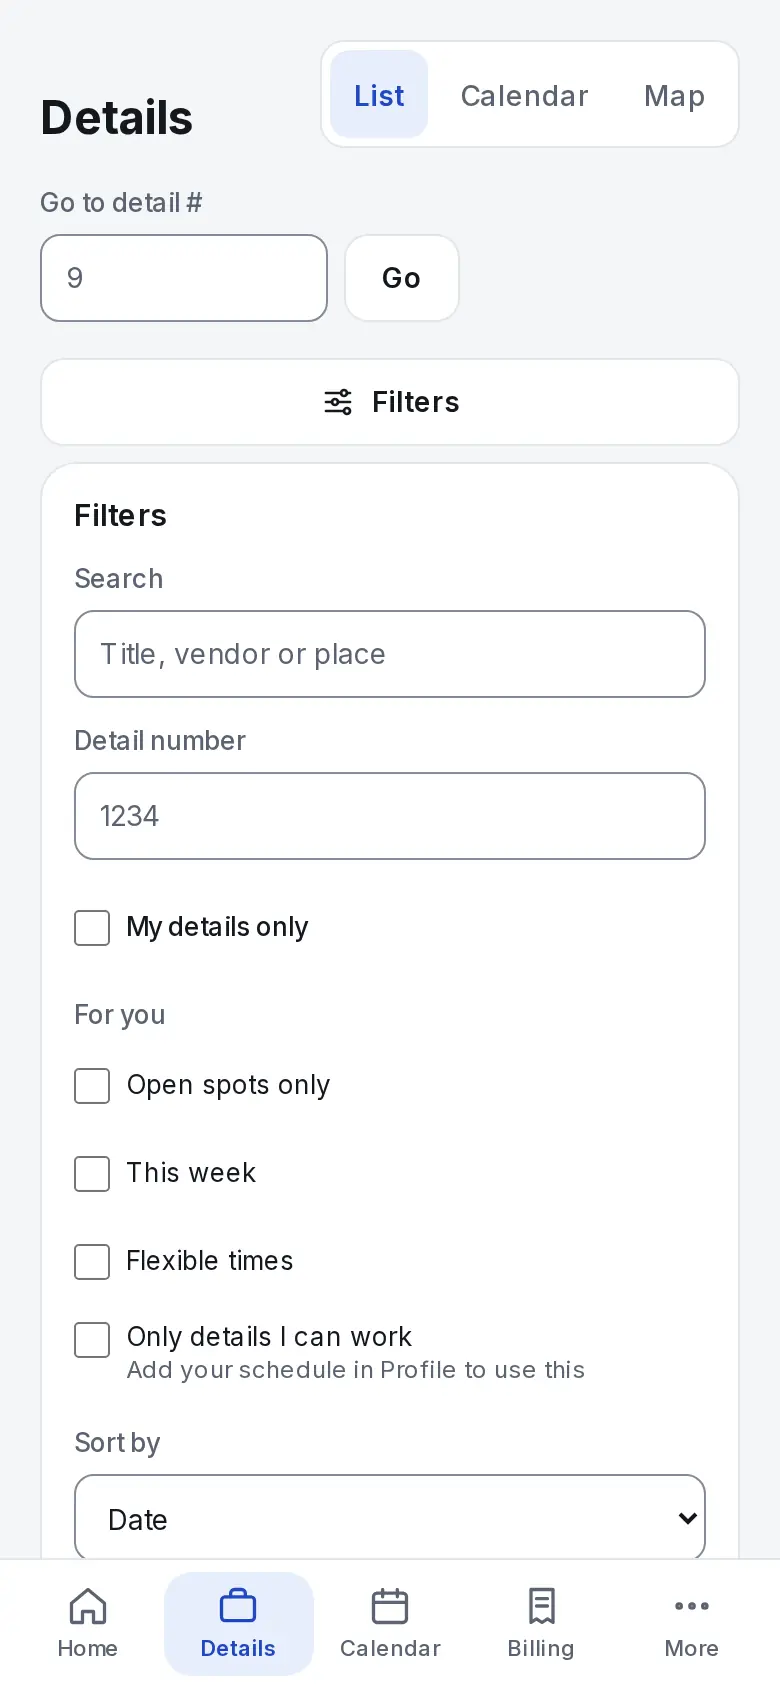 Details
List
Calendar
Map
Go to detail #
9
Go
Filters
Filters
Search
Title, vendor or place
Detail number
1234
My details only
For you
Open spots only
This week
Flexible times
Only details I can work
Add your schedule in Profile to use this
Sort by
Date
Home
Details
Calendar
Billing
More